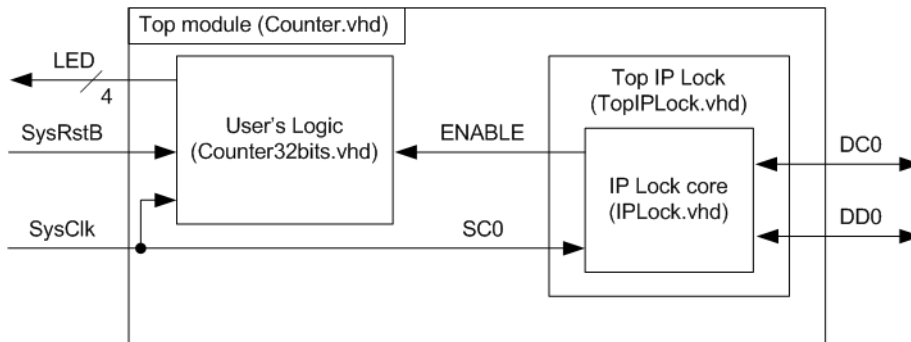 Top module (Counter.vhd)
LED
4
SysRstB
SysClk
User's Logic
(Counter32bits.vhd)
ENABLE
SC0
Top IP Lock
(TopIPLock.vhd)
IP Lock core
(IPLock.vhd)
DC0
DD0